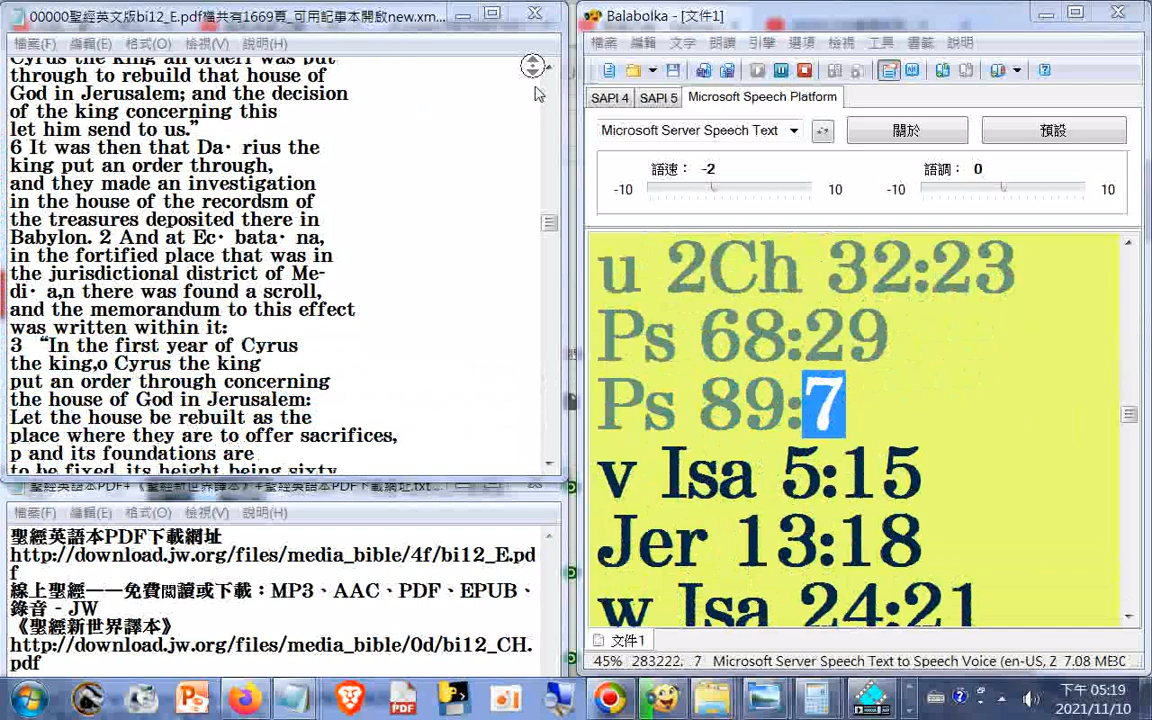 00000聖經英文版bi12_E.pdf檔共有1669頁_可用記事本開啟new.xm...
檔案(F) 編輯(E) 格式(O) 檢視(V) 說明(H)
through to rebuild that house of
God in Jerusalem; and the decision
of the king concerning this
let him send to us.”
6 It was then that Da· rius the
king put an order through,
and they made an investigation
in the house of the recordsm of
the treasures deposited there in
Babylon. 2 And at Ec· bata· na,
in the fortified place that was in
the jurisdictional district of Me-
di· a,n there was found a scroll,
and the memorandum to this effect
was written within it:
3 “In the first year of Cyrus
the king,o Cyrus the king
put an order through concerning
the house of God in Jerusalem:
Let the house be rebuilt as the
place where they are to offer sacrifices,
p and its foundations are
to be fixed, its height being sixty
檔案(F) 編輯(E) 格式(O) 檢視(V) 說明(H)
聖經英語本PDF下載網址
http://download.jw.org/files/media_bible/4f/bi12_E.pd
f
線上聖經——免費閱讀或下載：MP3、AAC、PDF、EPUB、
錄音 - JW
《聖經新世界譯本》
http://download.jw.org/files/media_bible/0d/bi12_CH.
pdf
Balabolka - [文件1]
檔案 編輯 文字 朗讀 引擎 選項 檢視 工具 書籤 說明
SAPI 4 SAPI 5 Microsoft Speech Platform
Microsoft Server Speech Text 關於 預設
語速： -2 語調： 0
-10 10 -10 10
u 2Ch 32:23
Ps 68:29
Ps 89:7
v Isa 5:15
Jer 13:18
w Isa 24:21
文件1
45% 283222, 7 Microsoft Server Speech Text to Speech Voice (en-US, Z 7.08 MB
下午 05:19
2021/11/10